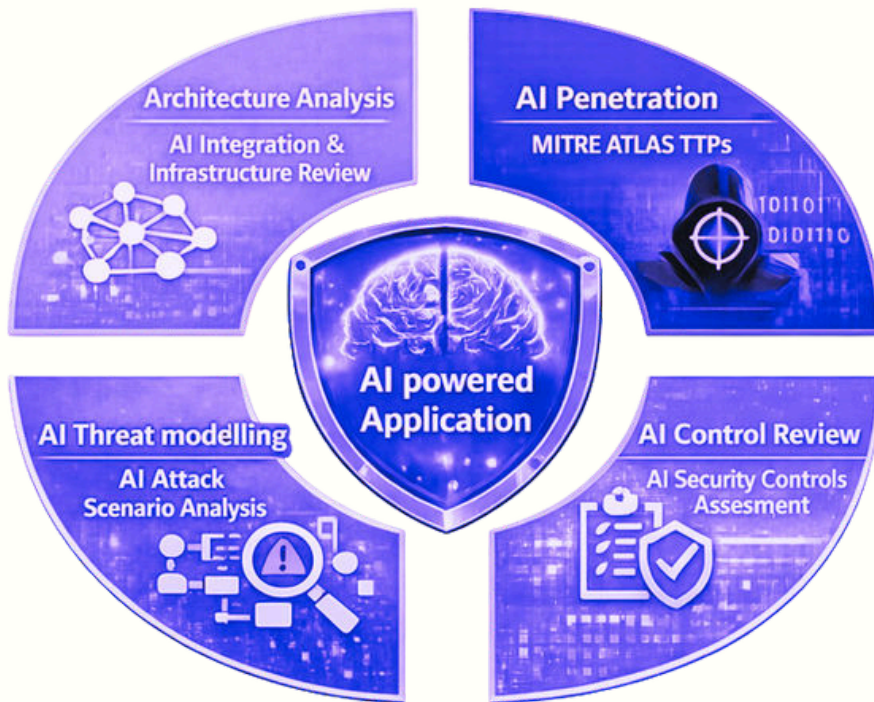 Architecture Analysis
AI Integration &
Infrastructure Review
AI Penetration
MITRE ATLAS TTPs
101101
0101110
AI powered
Application
AI Threat modelling
AI Attack
Scenario Analysis
AI Control Review
AI Security Controls
Assesment